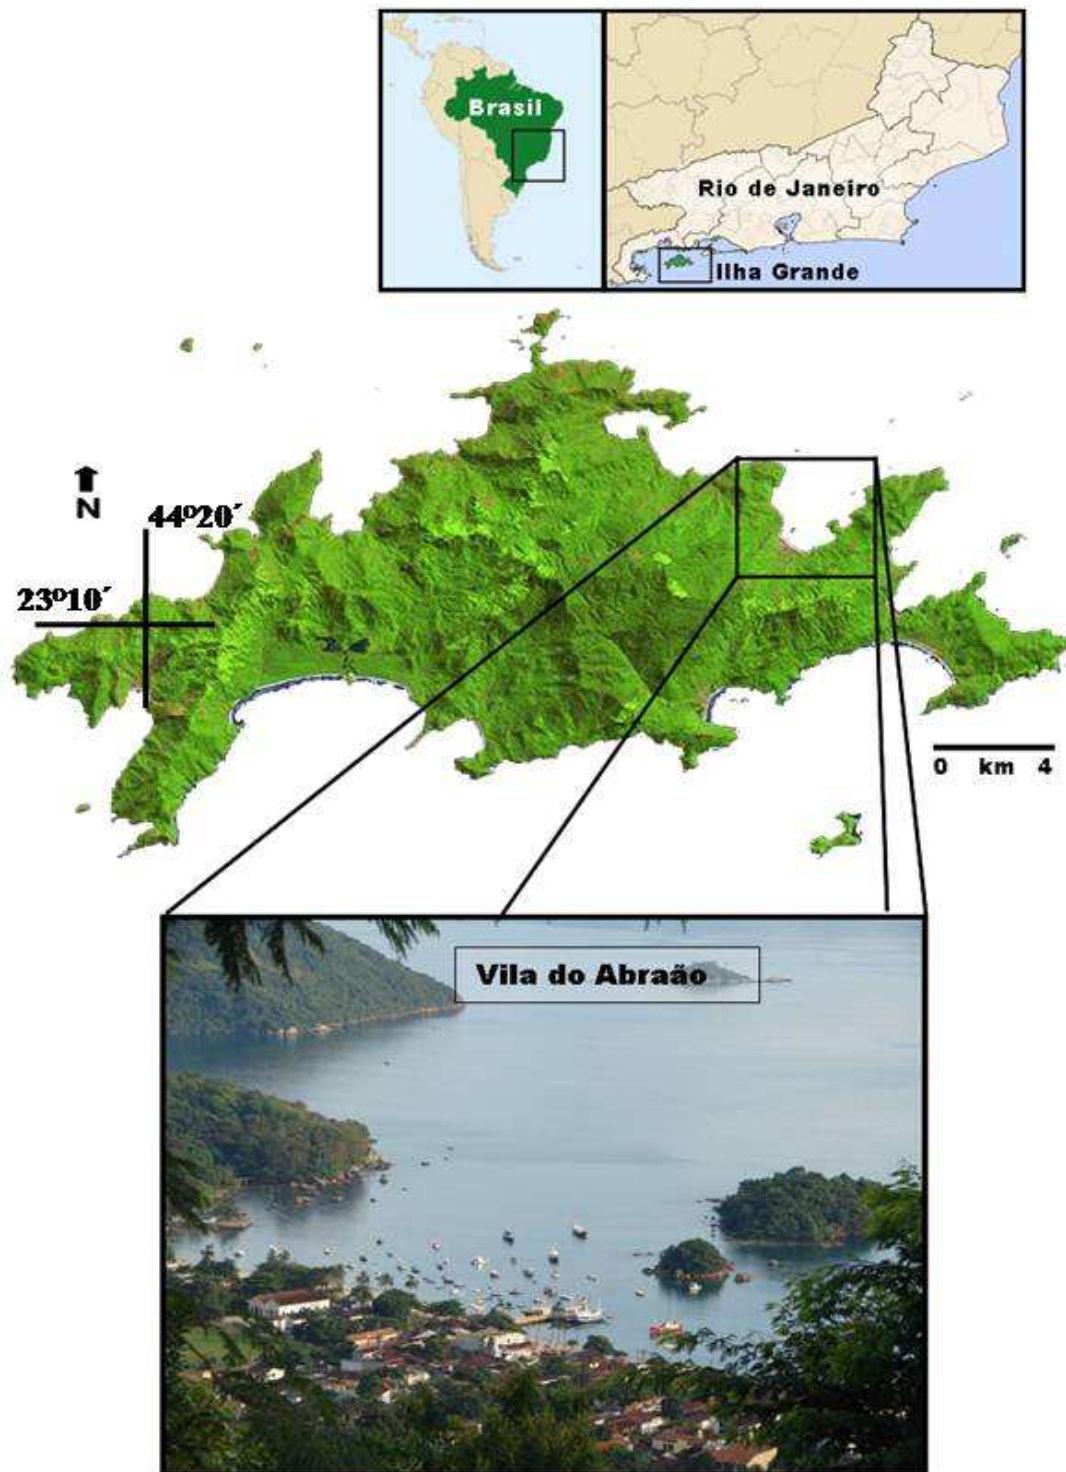 Brasil
Rio de Janeiro
Ilha Grande
N
44º20´
23º10´
0 km 4
Vila do Abraão